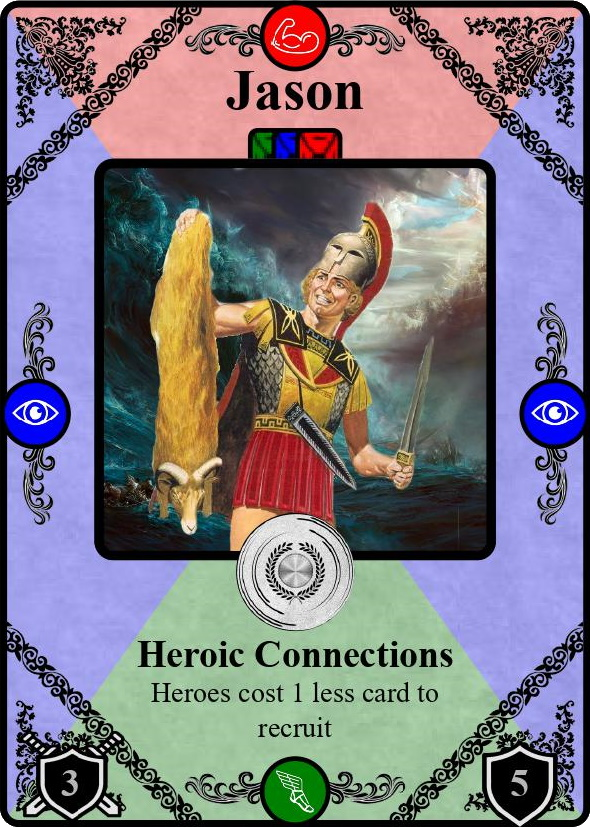 Jason
Heroic Connections
Heroes cost 1 less card to
recruit
3
5